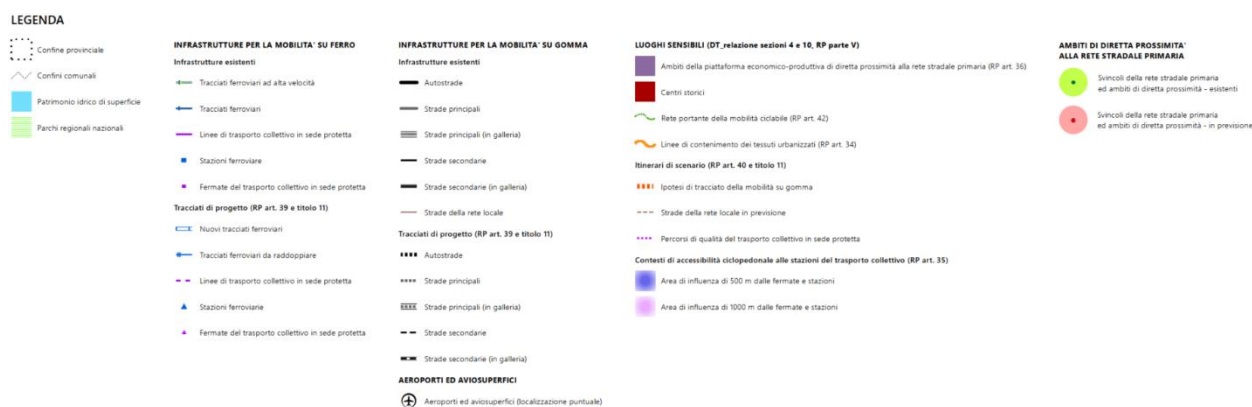 LEGENDA
Confine provinciale
Confini comunali
Patrimonio idrico di superficie
Parchi regionali nazionali
INFRASTRUTTURE PER LA MOBILITA' SU FERRO
Infrastrutture esistenti
Tracciati ferroviari ad alta velocità
Tracciati ferroviari
Linee di trasporto collettivo in sede protetta
Stazioni ferroviare
Fermate del trasporto collettivo in sede protetta
Tracciati di progetto (RP art. 39 e titolo 11)
Nuovi tracciati ferroviari
Tracciati ferroviari da raddoppiare
Linee di trasporto collettivo in sede protetta
Stazioni ferroviarie
Fermate del trasporto collettivo in sede protetta
INFRASTRUTTURE PER LA MOBILITA' SU GOMMA
Infrastrutture esistenti
Autostrade
Strade principali
Strade principali (in galleria)
Strade secondarie
Strade secondarie (in galleria)
Strade della rete locale
Tracciati di progetto (RP art. 39 e titolo 11)
Autostrade
Strade principali
Strade principali (in galleria)
Strade secondarie
Strade secondarie (in galleria)
AEROPORTI ED AVIOSUPERFICI
Aeroporti ed aviosuperfici (localizzazione puntuale)
LUOGHI SENSIBILI (DT_relazione sezioni 4 e 10, RP parte V)
Ambiti della piattaforma economico-produttiva di diretta prossimità alla rete stradale primaria (RP art. 36)
Centri storici
Rete portante della mobilità ciclabile (RP art. 42)
Linee di contenimento dei tessuti urbanizzati (RP art. 34)
Itinerari di scenario (RP art. 40 e titolo 11)
Ipotesi di tracciato della mobilità su gomma
Strade della rete locale in previsione
Percorsi di qualità del trasporto collettivo in sede protetta
Contesti di accessibilità ciclopedonale alle stazioni del trasporto collettivo (RP art. 35)
Area di influenza di 500 m dalle fermate e stazioni
Area di influenza di 1000 m dalle fermate e stazioni
AMBITI DI DIRETTA PROSSIMITA'
ALLA RETE STRADALE PRIMARIA
Svincoli della rete stradale primaria
ed ambiti di diretta prossimità - esistenti
Svincoli della rete stradale primaria
ed ambiti di diretta prossimità - in previsione